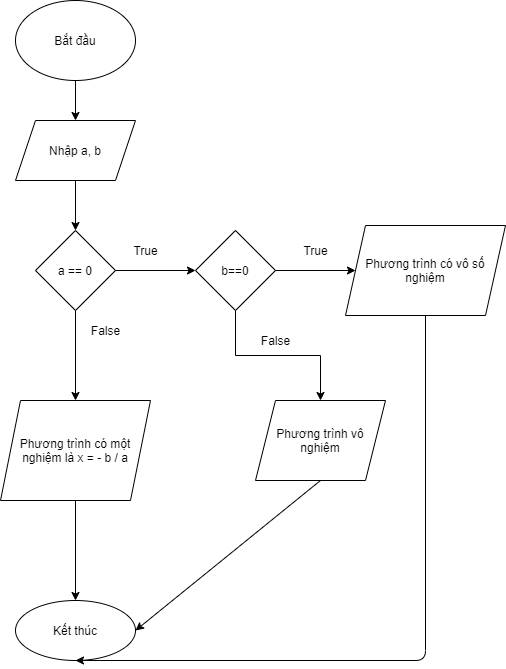 Bắt đầu
Nhập a, b
a == 0
True
b==0
True
Phương trình có vô số
nghiệm
False
False
Phương trình có một
nghiệm là x = - b / a
Phương trình vô
nghiệm
Kết thúc